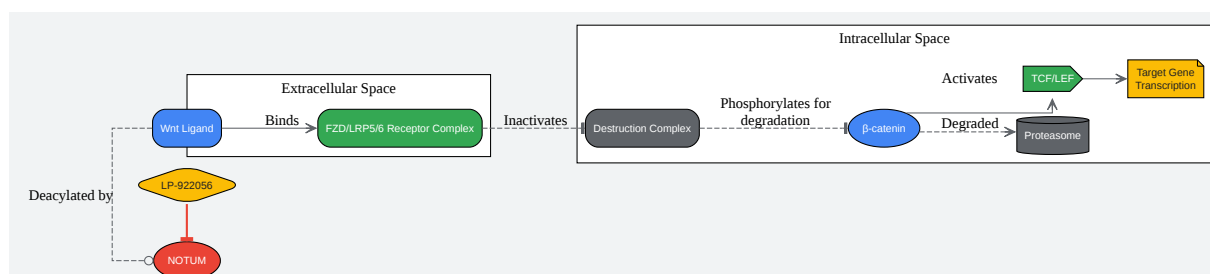 Intracellular Space
Extracellular Space
Activates
TCF/LEF
Target Gene
Transcription
Wnt Ligand
Binds
FZD/LRP5/6 Receptor Complex
Inactivates
Destruction Complex
Phosphorylates for
degradation
β-catenin
Degraded
Proteasome
LP-922056
Deacylated by
NOTUM